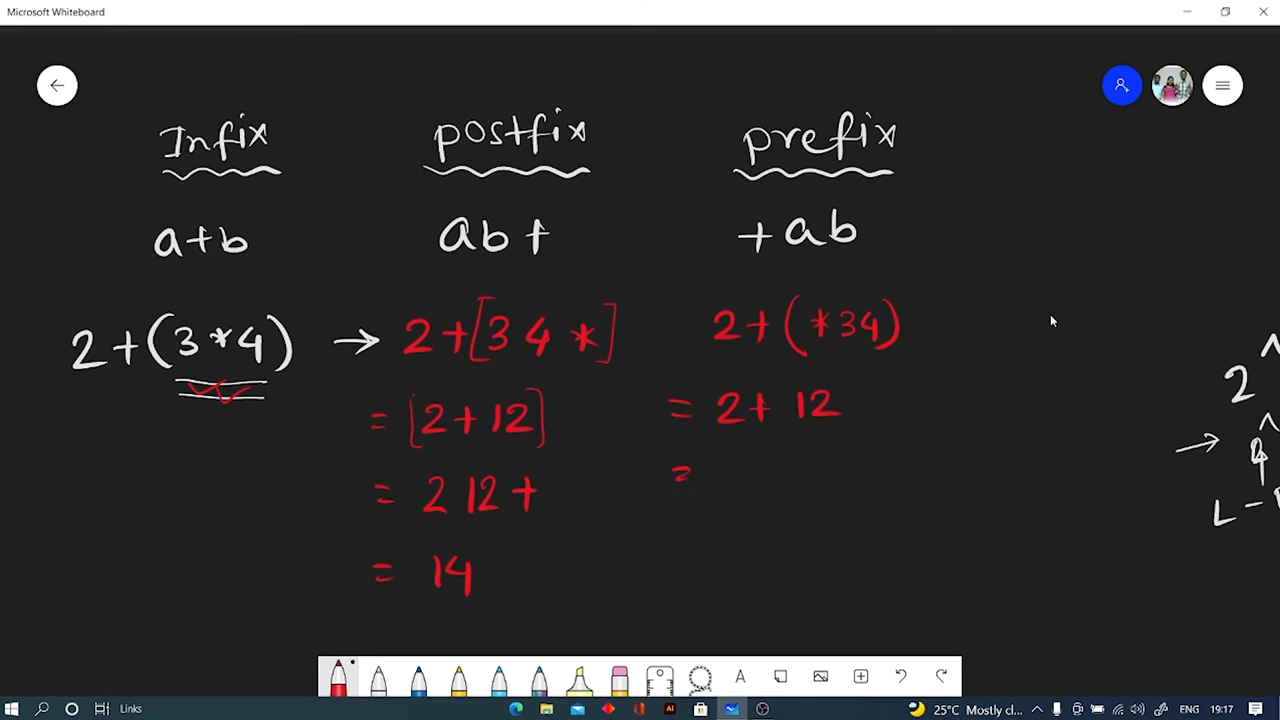 Microsoft Whiteboard
Infix postfix prefix
a+b ab+ +ab
2+(3*4) → 2+[34*] 2+(*34)
= [2+12] = 2+ 12
= 2 12+ =
= 14
^
2
^
→
L -
A
Links
25°C Mostly cl... ENG 19:17